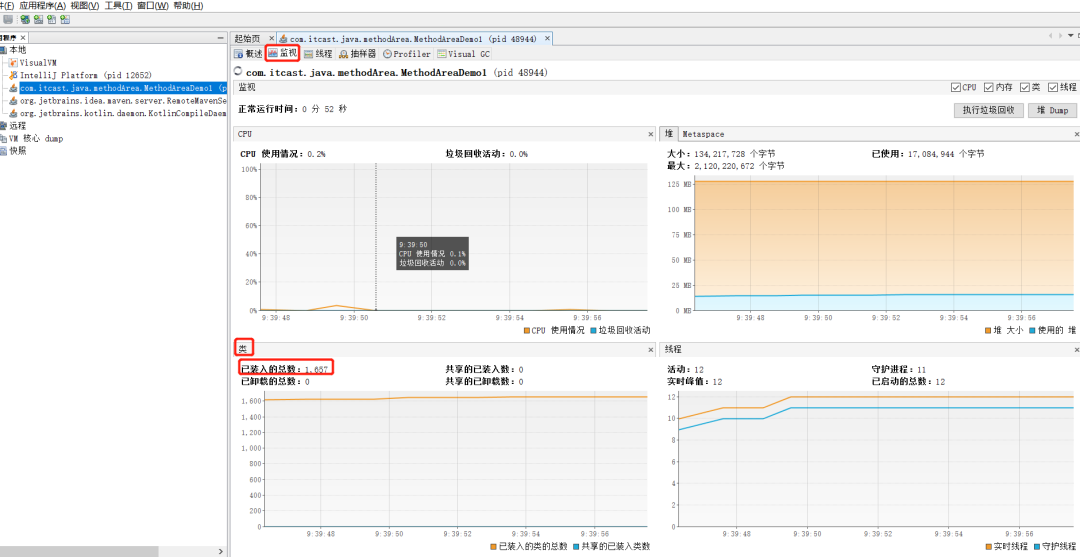 件(F) 应用程序(A) 视图(V) 工具(T) 窗口(W) 帮助(H)
用程序 ×
本地
VisualVM
IntelliJ Platform (pid 12652)
com.itcast.java.methodArea.MethodAreaDemo1 (p
org.jetbrains.idea.maven.server.RemoteMavenSe
org.jetbrains.kotlin.daemon.KotlinCompileDaem
远程
VM 核心 dump
快照
起始页 × com.itcast.java.methodArea.MethodAreaDemo1 (pid 48944) ×
概述 监视 线程 抽样器 Profiler Visual GC
com.itcast.java.methodArea.MethodAreaDemo1 (pid 48944)
监视 CPU 内存 类 线程
正常运行时间: 0 分 52 秒
执行垃圾回收 堆 Dump
CPU ×
CPU 使用情况: 0.2% 垃圾回收活动: 0.0%
100%
80%
60%
40%
20%
0%
9:39:50
CPU 使用情况 0.1%
垃圾回收活动 0.0%
9:39:48 9:39:50 9:39:52 9:39:54 9:39:56
CPU 使用情况 垃圾回收活动
堆 Metaspace ×
大小: 134,217,728 个字节 已使用: 17,084,944 个字节
最大: 2,120,220,672 个字节
125 MB
100 MB
75 MB
50 MB
25 MB
0 MB
9:39:48 9:39:50 9:39:52 9:39:54 9:39:56
堆 大小 使用的 堆
类 ×
已装入的总数: 1,657 共享的已装入数: 0
已卸载的总数: 0 共享的已卸载数: 0
1,600
1,400
1,200
1,000
800
600
400
200
0
9:39:48 9:39:50 9:39:52 9:39:54 9:39:56
已装入的类的总数 共享的已装入类数
线程 ×
活动: 12 守护进程: 11
实时峰值: 12 已启动的总数: 12
12
10
8
6
4
2
0
9:39:48 9:39:50 9:39:52 9:39:54 9:39:56
实时线程 守护线程